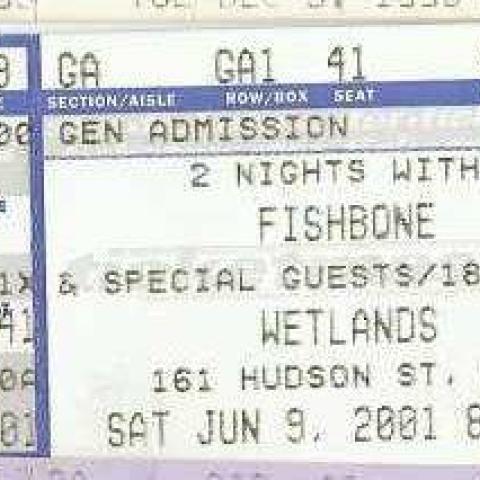 GA GA1 41
SECTION/AISLE ROW/BOX SEAT
GEN ADMISSION
2 NIGHTS WITH
FISHBONE
& SPECIAL GUESTS/18
WETLANDS
161 HUDSON ST.
SAT JUN 9, 2001 8